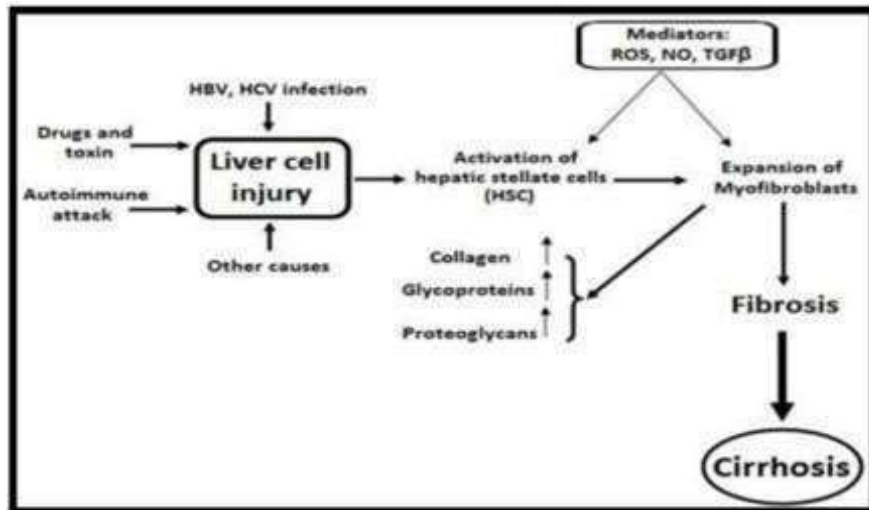 Mediators:
ROS, NO, TGFβ
HBV, HCV infection
Drugs and
toxin
Liver cell
injury
Autoimmune
attack
Other causes
Activation of
hepatic stellate cells
(HSC)
Expansion of
Myofibroblasts
Collagen
Glycoproteins
Proteoglycans
Fibrosis
Cirrhosis